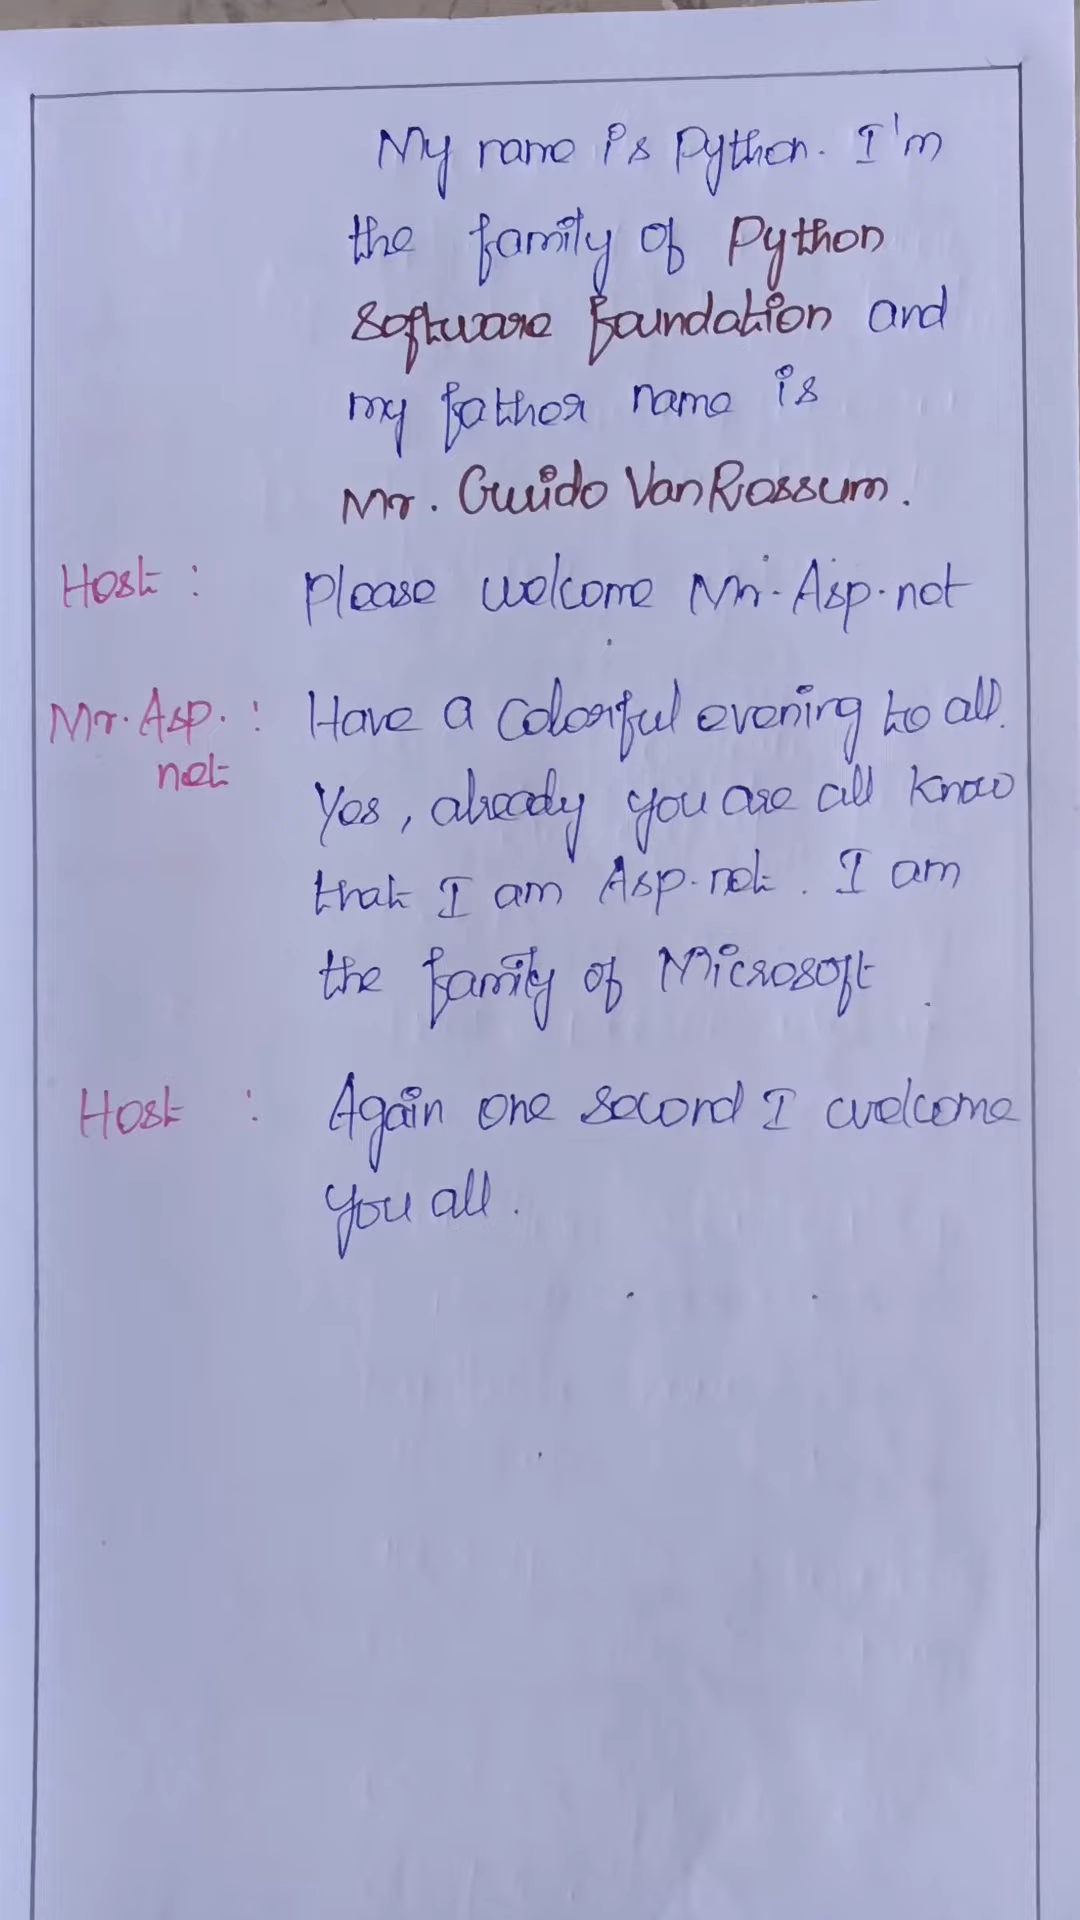 My name is Python. I'm
the family of Python
Software foundation and
my father name is
Mr. Guido Van Rossum.
Host : Please welcome Mr. Asp.net
Mr. Asp. : Have a Colorful evening to all.
net
Yes, already you are all know
that I am Asp.net. I am
the family of Microsoft
Host : Again one second I welcome
you all.